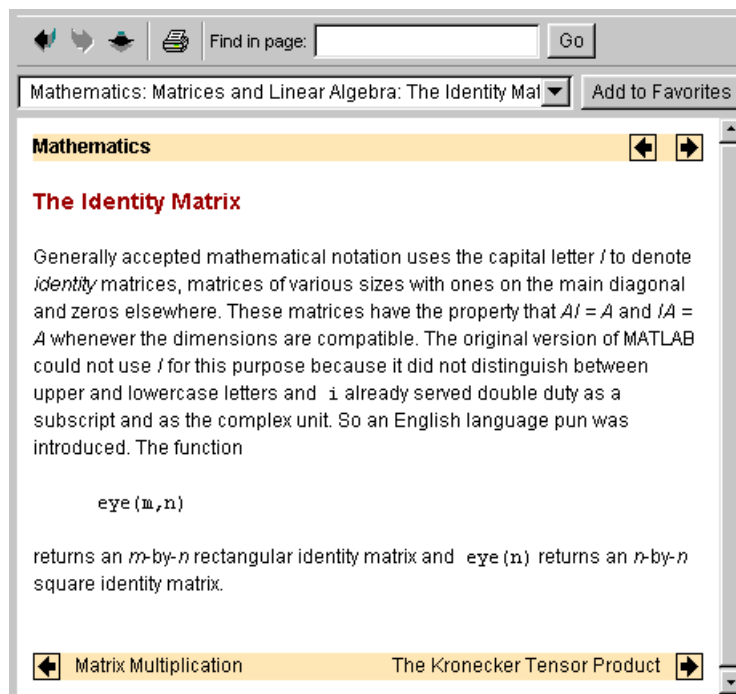 Find in page: Go
Mathematics: Matrices and Linear Algebra: The Identity Mat Add to Favorites
Mathematics
The Identity Matrix
Generally accepted mathematical notation uses the capital letter I to denote
identity matrices, matrices of various sizes with ones on the main diagonal
and zeros elsewhere. These matrices have the property that AI = A and IA =
A whenever the dimensions are compatible. The original version of MATLAB
could not use I for this purpose because it did not distinguish between
upper and lowercase letters and i already served double duty as a
subscript and as the complex unit. So an English language pun was
introduced. The function
eye(m,n)
returns an m-by-n rectangular identity matrix and eye(n) returns an n-by-n
square identity matrix.
Matrix Multiplication The Kronecker Tensor Product